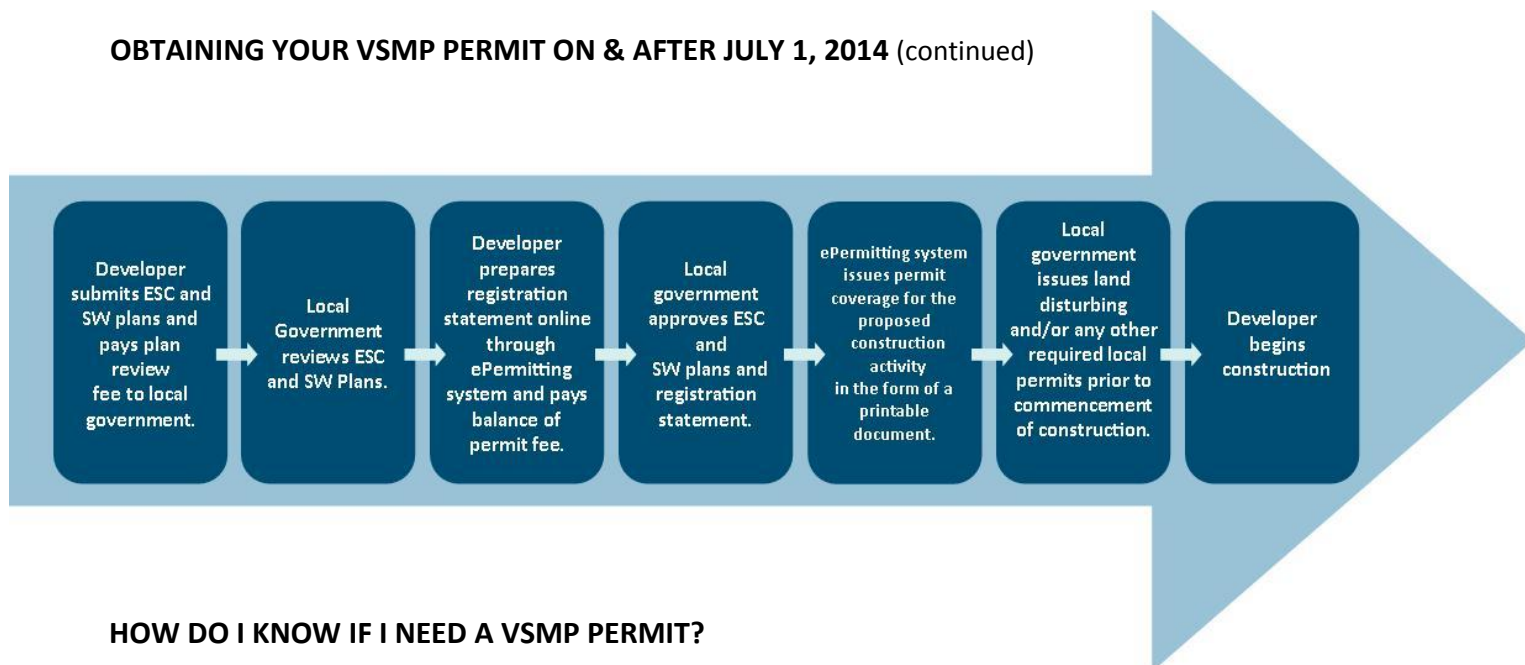 OBTAINING YOUR VSMP PERMIT ON & AFTER JULY 1, 2014 (continued)
Developer
submits ESC and
SW plans and
pays plan
review
fee to local
government.
Local
Government
reviews ESC
and SW Plans.
Developer
prepares
registration
statement online
through
ePermitting
system and pays
balance of
permit fee.
Local
government
approves ESC
and
SW plans and
registration
statement.
ePermitting system
issues permit
coverage for the
proposed
construction
activity
in the form of a
printable
document.
Local
government
issues land
disturbing
and/or any other
required local
permits prior to
commencement
of construction.
Developer
begins
construction
HOW DO I KNOW IF I NEED A VSMP PERMIT?